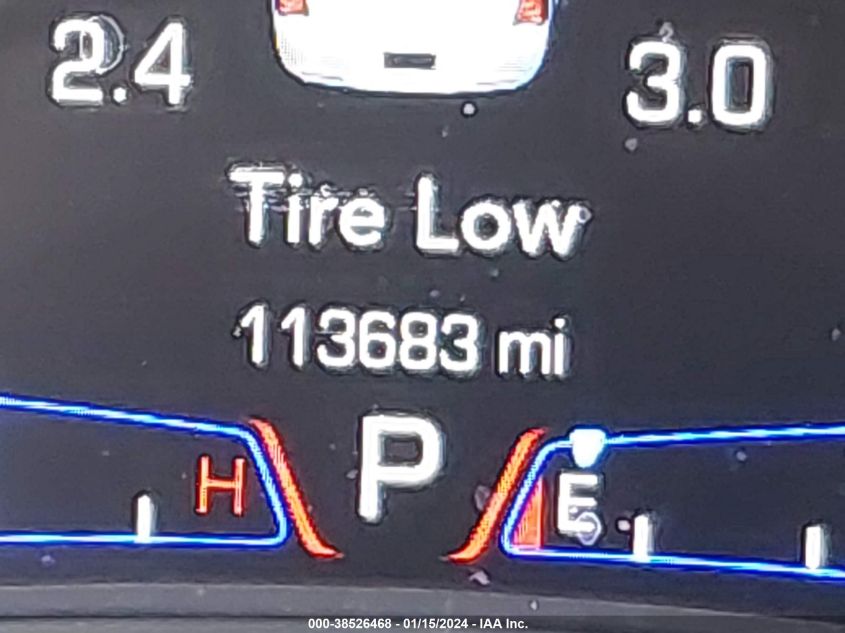 2.4 3.0
Tire Low
113683 mi
P
H E
000-38526468 - 01/15/2024 - IAA Inc.